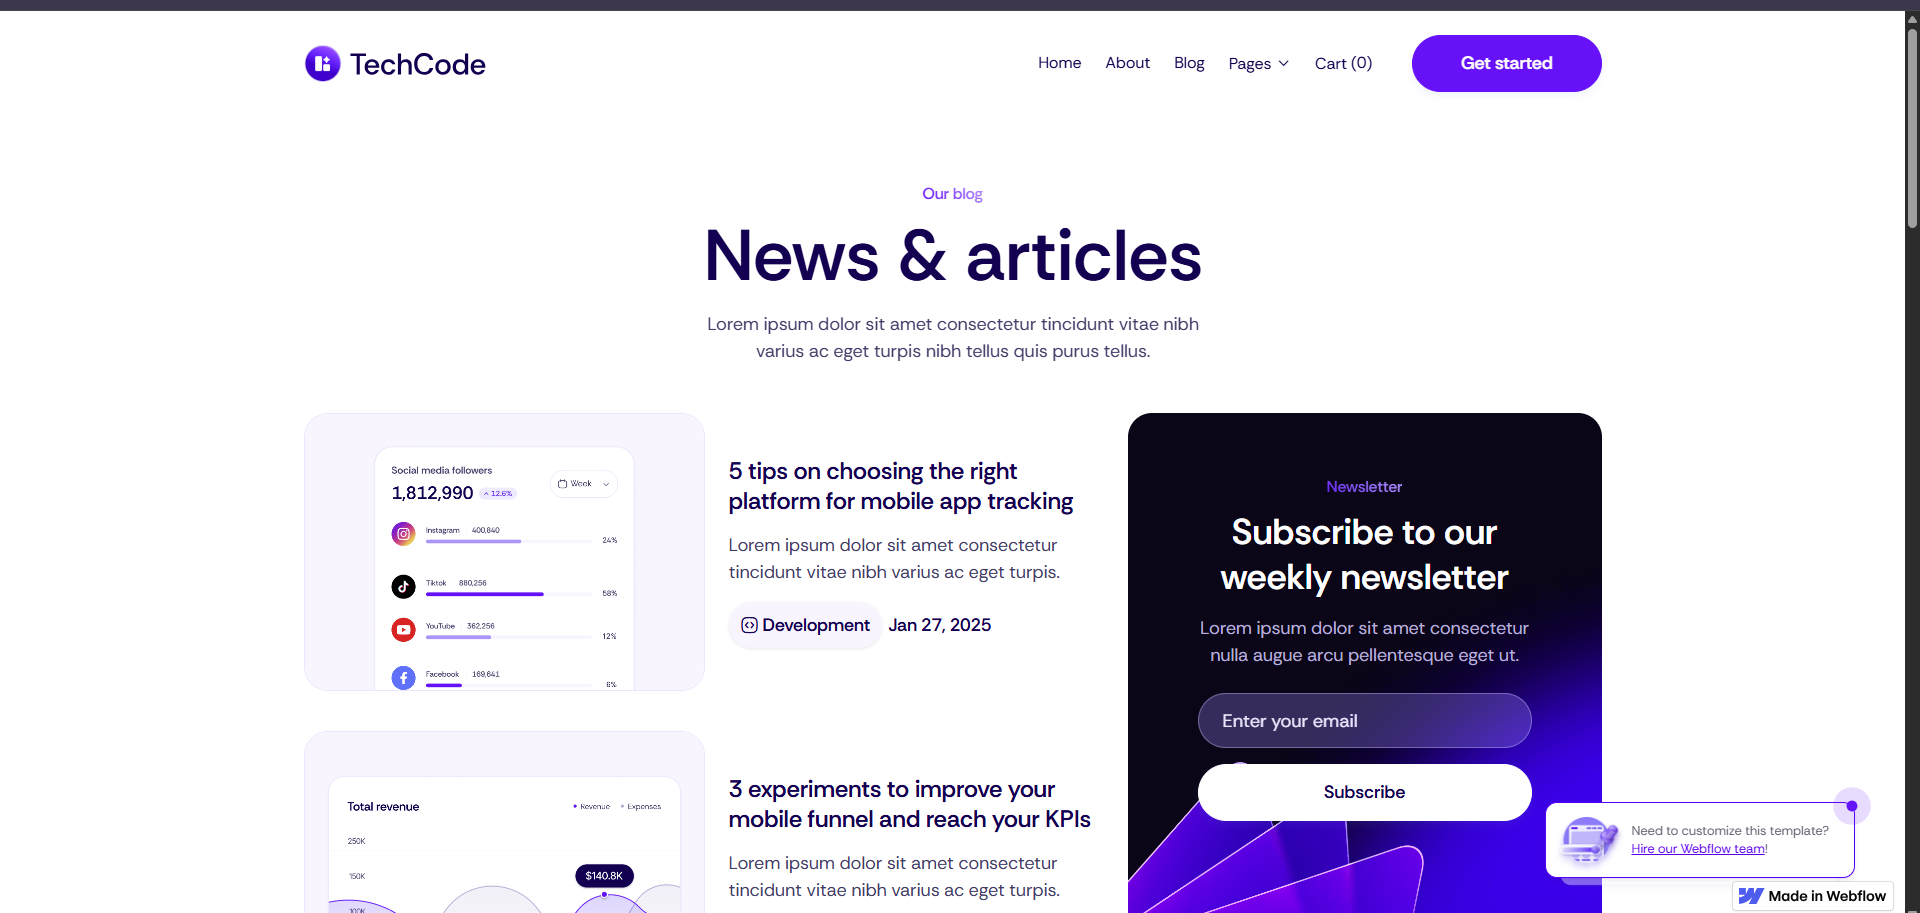 TechCode
Home
About
Blog
Pages
Cart (0)
Get started
Our blog
News & articles
Lorem ipsum dolor sit amet consectetur tincidunt vitae nibh
varius ac eget turpis nibh tellus quis purus tellus.
Social media followers
1,812,990
12.6%
Week
Instagram 400,840
24%
Tiktok 880,256
58%
YouTube 362,256
12%
Facebook 169,641
6%
5 tips on choosing the right
platform for mobile app tracking
Lorem ipsum dolor sit amet consectetur
tincidunt vitae nibh varius ac eget turpis.
Development
Jan 27, 2025
Newsletter
Subscribe to our
weekly newsletter
Lorem ipsum dolor sit amet consectetur
nulla augue arcu pellentesque eget ut.
Enter your email
Subscribe
Total revenue
Revenue
Expenses
250K
150K
100K
$140.8K
3 experiments to improve your
mobile funnel and reach your KPIs
Lorem ipsum dolor sit amet consectetur
tincidunt vitae nibh varius ac eget turpis.
Need to customize this template?
Hire our Webflow team!
Made in Webflow